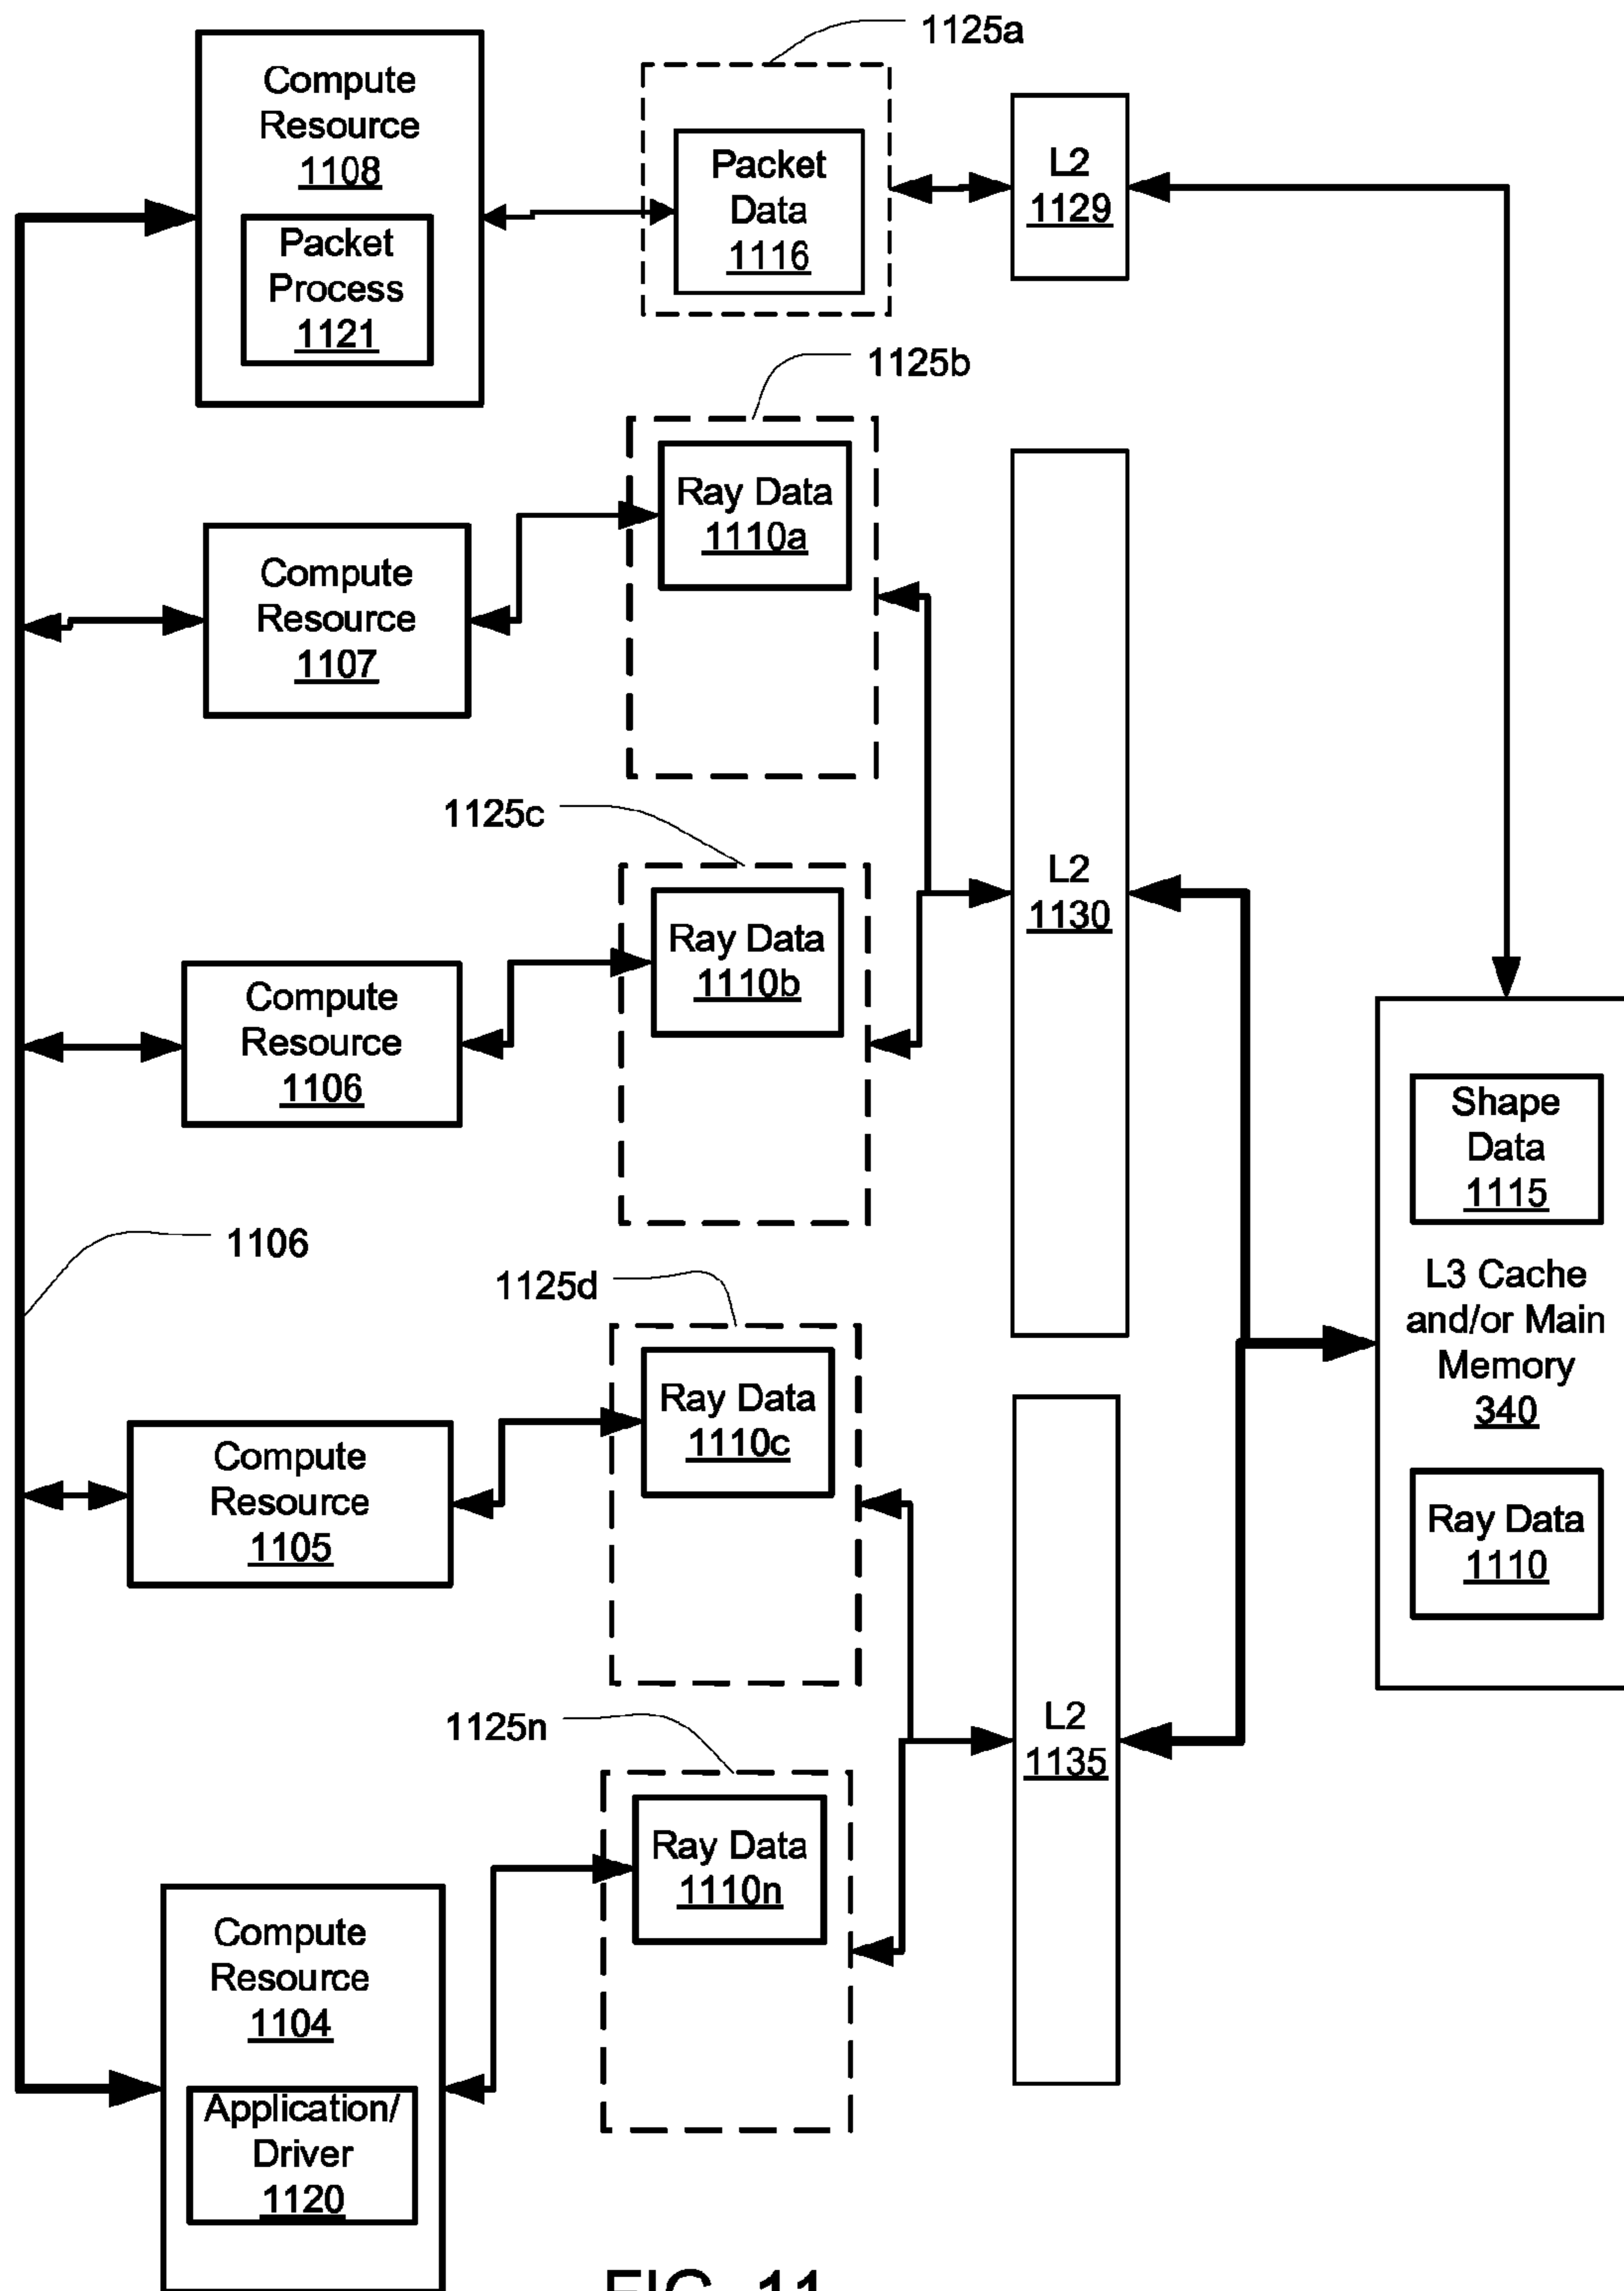 1125a
Compute
Resource
1108
Packet
Process
1121
Packet
Data
1116
L2
1129
1125b
Ray Data
1110a
Compute
Resource
1107
1125c
L2
1130
Ray Data
1110b
Compute
Resource
1106
Shape
Data
1115
L3 Cache
and/or Main
Memory
340
Ray Data
1110
1106
1125d
Ray Data
1110c
Compute
Resource
1105
L2
1135
1125n
Ray Data
1110n
Compute
Resource
1104
Application/
Driver
1120
FIG. 11